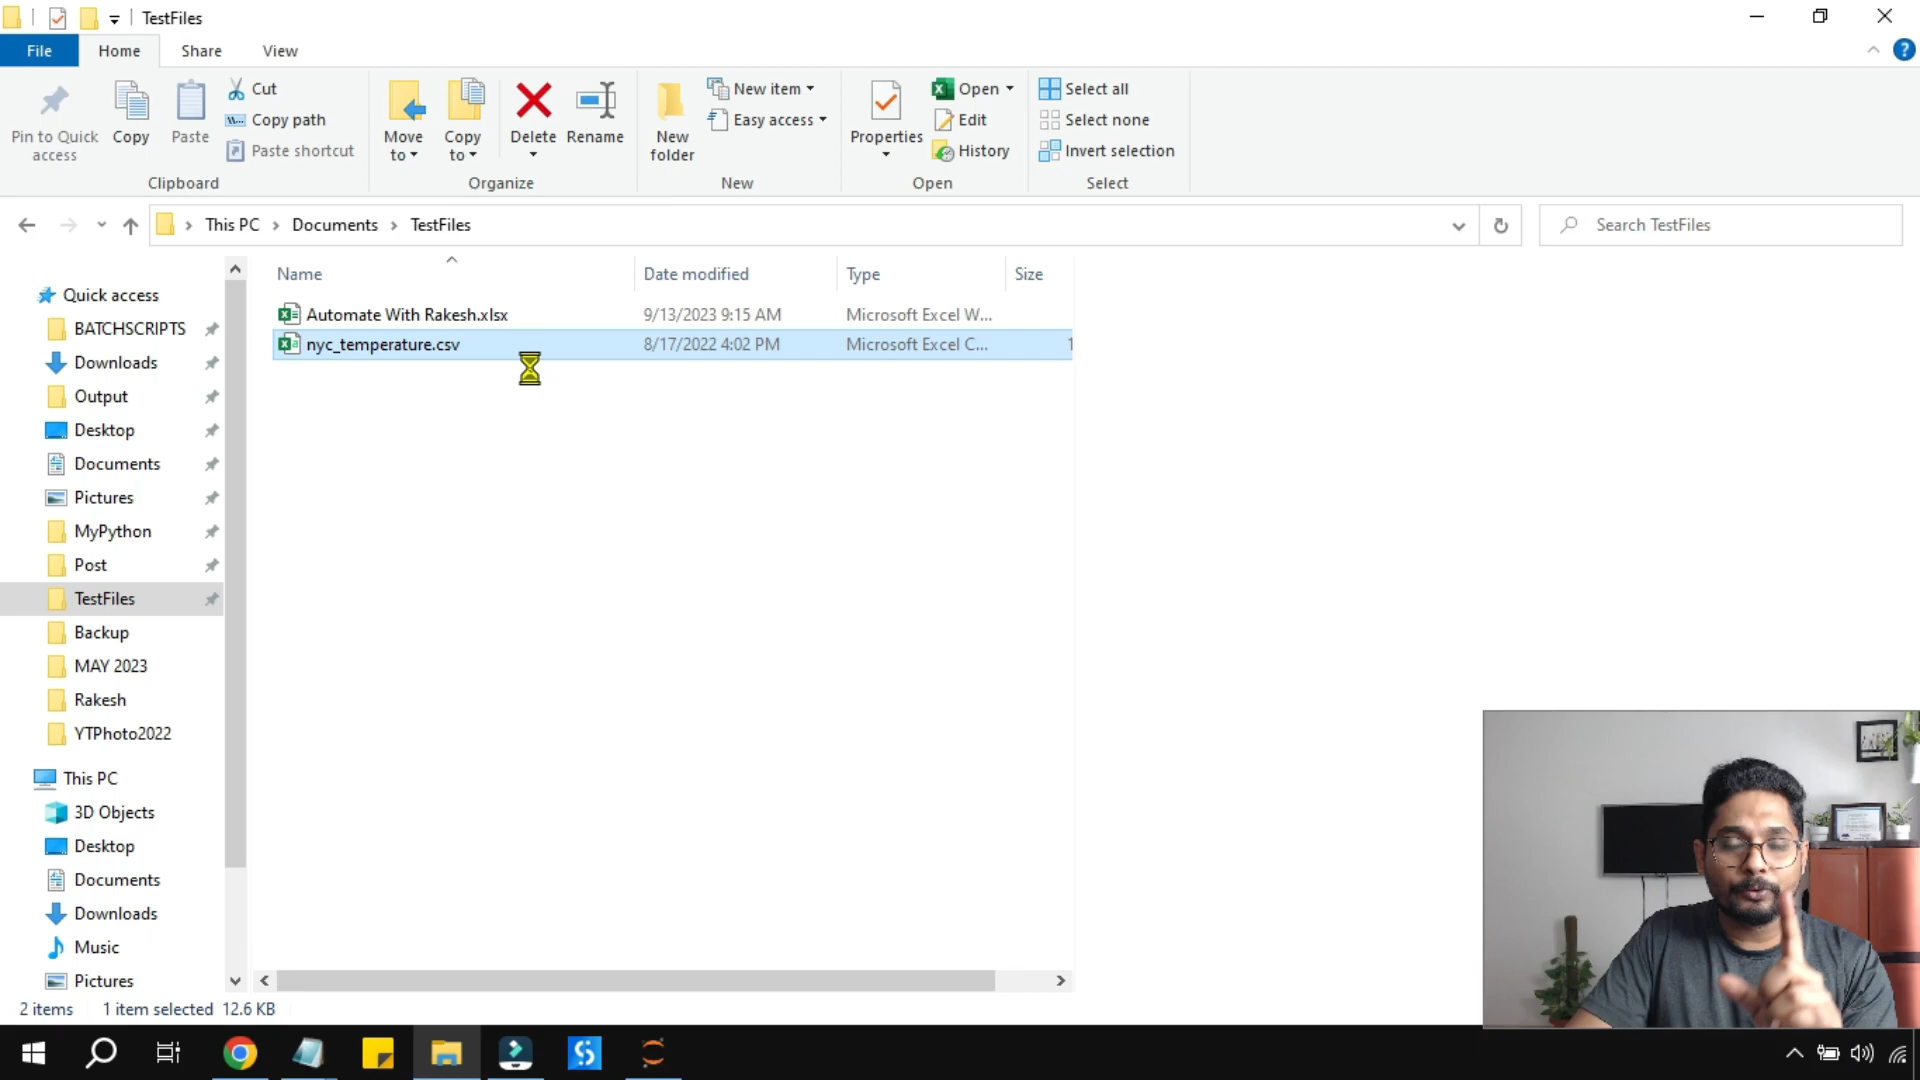 TestFiles
File Home Share View
Pin to Quick access
Copy
Paste
Cut
Copy path
Paste shortcut
Clipboard
Move to
Copy to
Delete
Rename
Organize
New folder
New item
Easy access
New
Properties
Open
Edit
History
Open
Select all
Select none
Invert selection
Select
This PC > Documents > TestFiles
Search TestFiles
Name Date modified Type Size
Automate With Rakesh.xlsx 9/13/2023 9:15 AM Microsoft Excel W...
nyc_temperature.csv 8/17/2022 4:02 PM Microsoft Excel C... 1
Quick access
BATCHSCRIPTS
Downloads
Output
Desktop
Documents
Pictures
MyPython
Post
TestFiles
Backup
MAY 2023
Rakesh
YTPhoto2022
This PC
3D Objects
Desktop
Documents
Downloads
Music
Pictures
2 items 1 item selected 12.6 KB